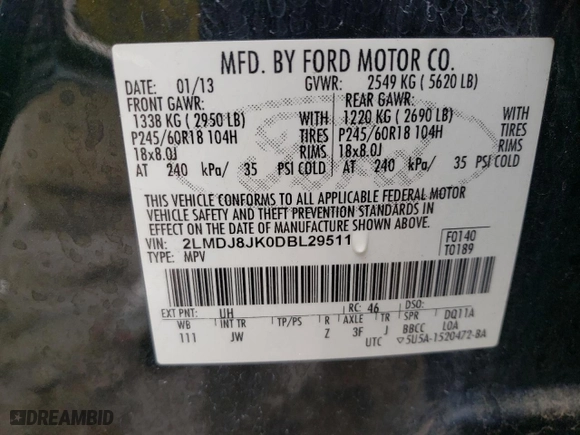 MFD. BY FORD MOTOR CO.
DATE: 01/13 GVWR: 2549 KG ( 5620 LB)
FRONT GAWR: REAR GAWR:
1338 KG ( 2950 LB) 1220 KG ( 2690 LB)
P245/60R18 104H TIRES P245/60R18 104H
18x8.0J RIMS 18x8.0J
AT 240 kPa/ 35 PSI COLD AT 240 kPa/ 35 PSI COLD
TIRES
RIMS
THIS VEHICLE CONFORMS TO ALL APPLICABLE FEDERAL MOTOR
VEHICLE SAFETY AND THEFT PREVENTION STANDARDS IN
EFFECT ON THE DATE OF MANUFACTURE SHOWN ABOVE.
VIN: 2LMDJ8JK0DBL29511 F0140
TYPE: MPV T0189
EXT PNT: UH RC: 46 DSO:
WB INT TR TP/PS R AXLE TR SPR DQ11A
111 JW Z 3F J BBCC LOA
UTC 5U5A-1520472-BA
Ford
DREAMBID